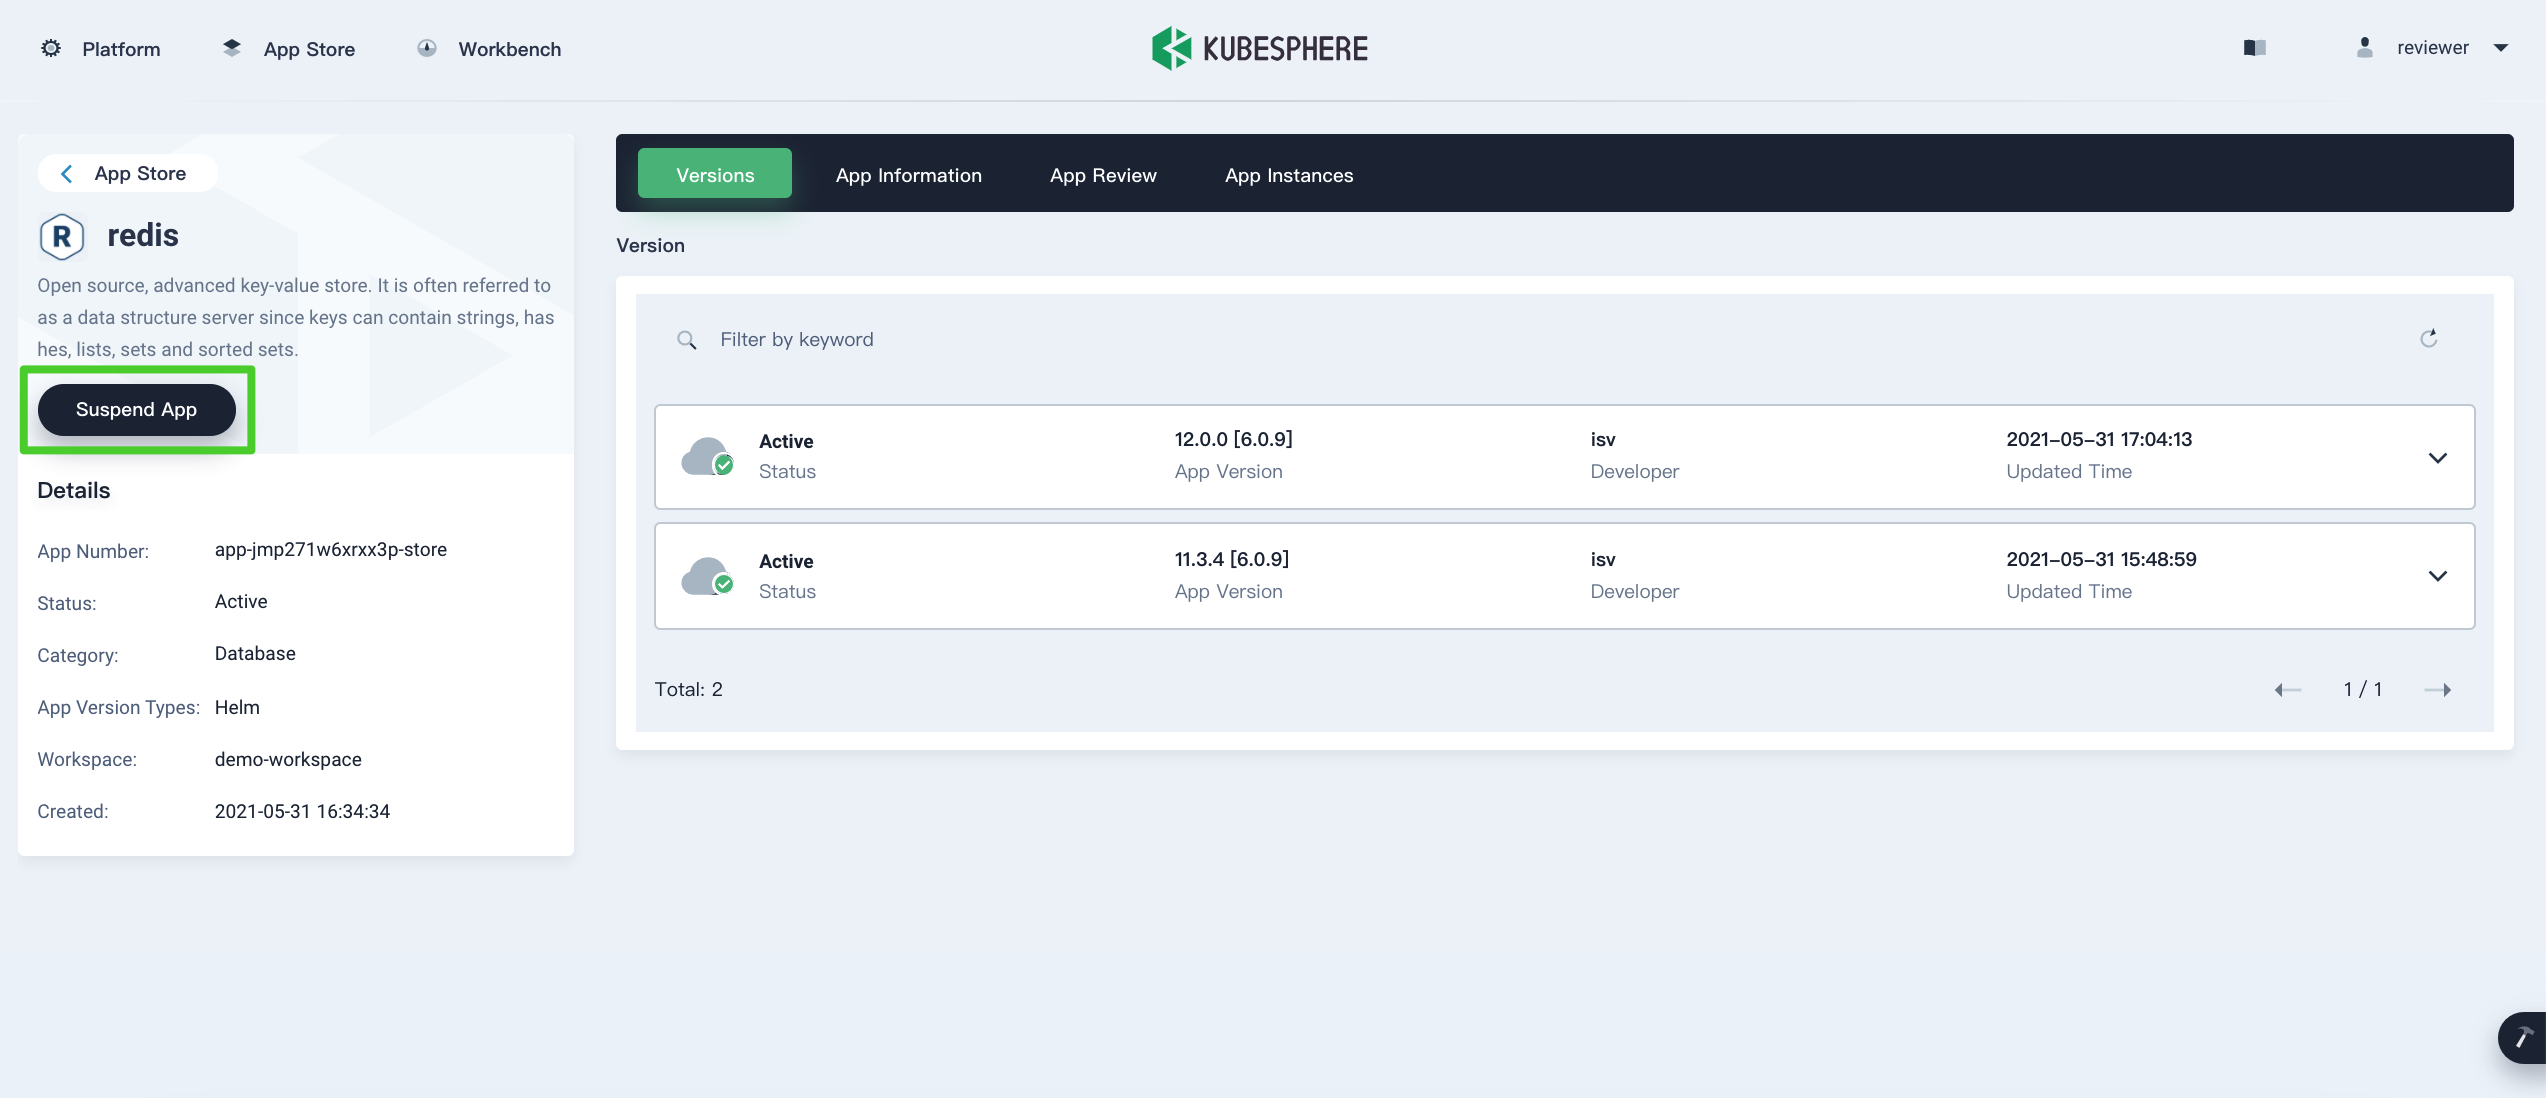 Platform
App Store
Workbench
KUBESPHERE
reviewer
App Store
R
redis
Open source, advanced key-value store. It is often referred to
as a data structure server since keys can contain strings, has
hes, lists, sets and sorted sets.
Suspend App
Details
App Number: app-jmp271w6xrxx3p-store
Status: Active
Category: Database
App Version Types: Helm
Workspace: demo-workspace
Created: 2021-05-31 16:34:34
Versions
App Information
App Review
App Instances
Version
Filter by keyword
Active 12.0.0 [6.0.9] isv 2021-05-31 17:04:13
Status App Version Developer Updated Time
Active 11.3.4 [6.0.9] isv 2021-05-31 15:48:59
Status App Version Developer Updated Time
Total: 2
1 / 1